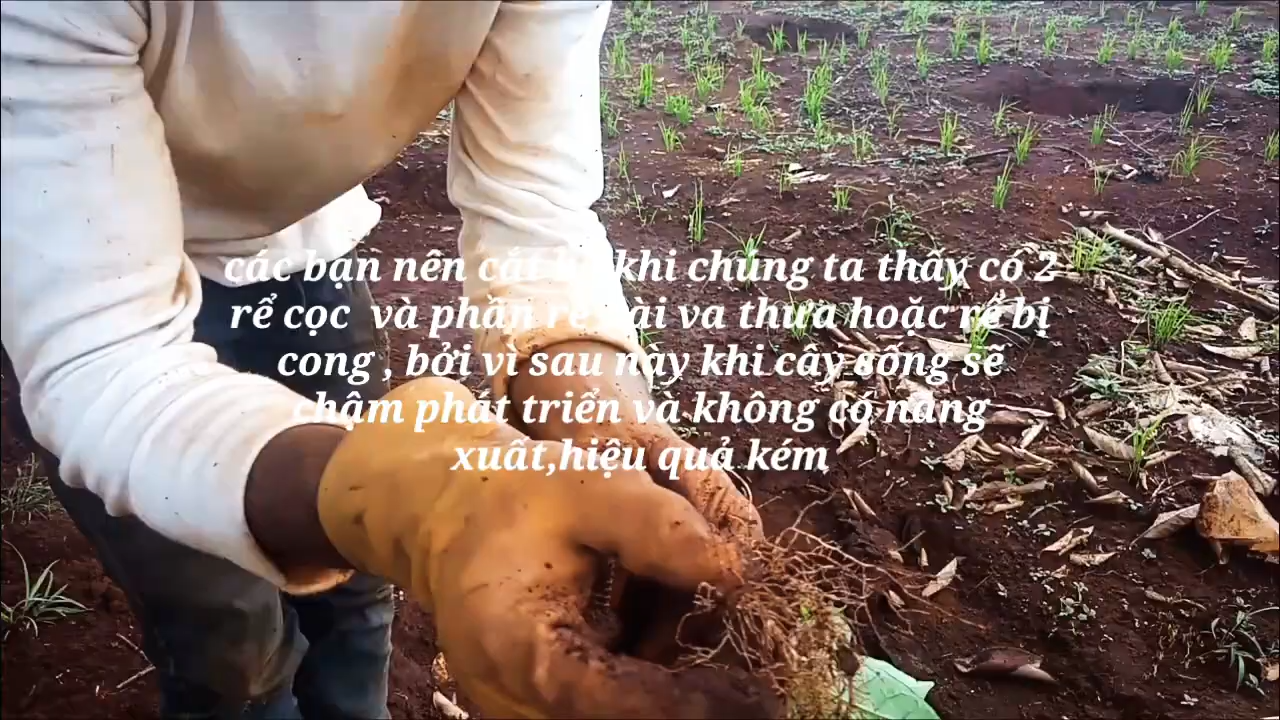 các bạn nên cắt bỏ khi chúng ta thấy có 2
rể cọc và phần rể dài va thưa hoặc rể bị
cong , bởi vì sau này khi cây sống sẽ
chậm phát triển và không có năng
xuất,hiệu quả kém